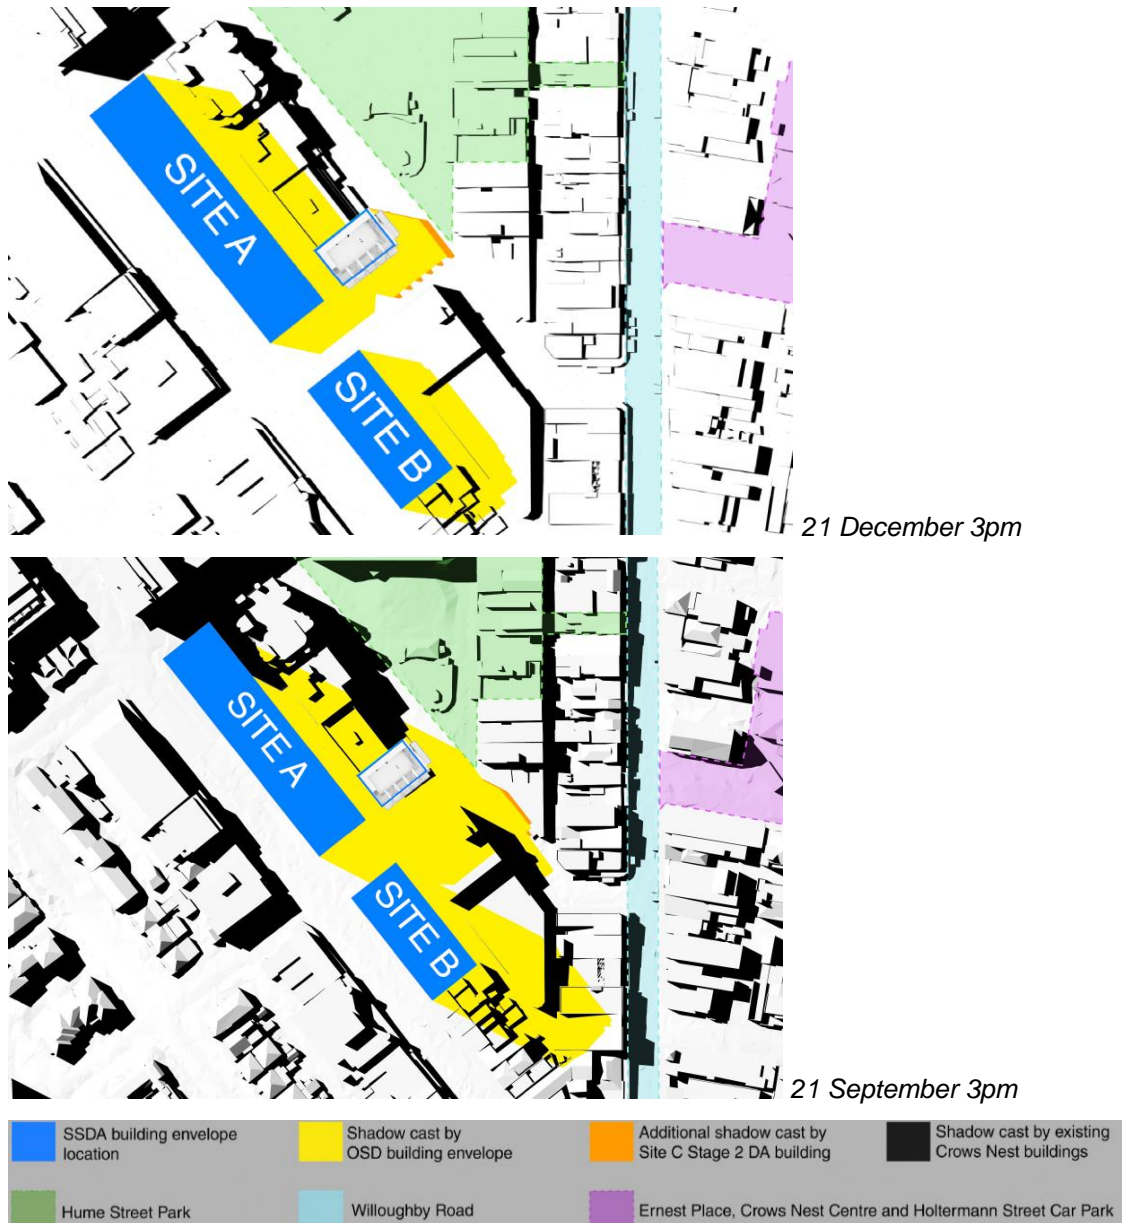 SITE A
SITE B
21 December 3pm
SITE A
SITE B
21 September 3pm
SSDA building envelope
location
Shadow cast by
OSD building envelope
Additional shadow cast by
Site C Stage 2 DA building
Shadow cast by existing
Crows Nest buildings
Hume Street Park
Willoughby Road
Ernest Place, Crows Nest Centre and Holtermann Street Car Park